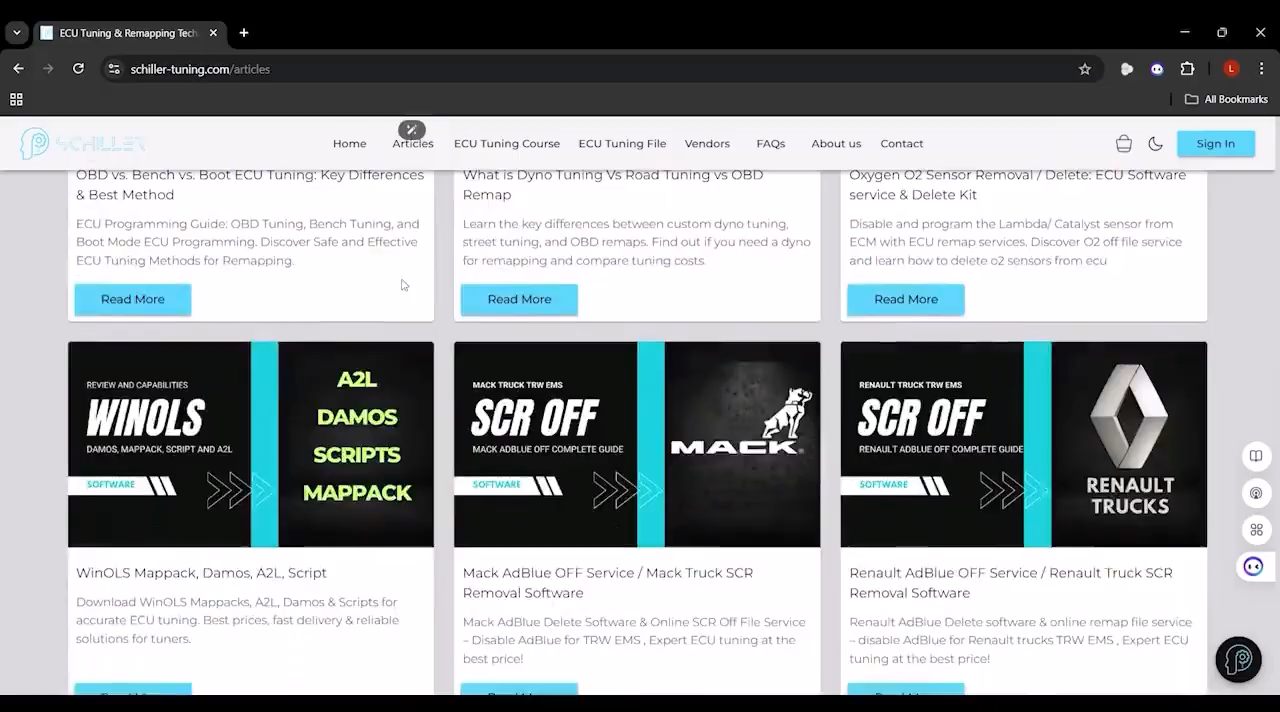 ECU Tuning & Remapping Tech
schiller-tuning.com/articles
L
All Bookmarks
SCHILLER
Home
Articles
ECU Tuning Course
ECU Tuning File
Vendors
FAQs
About us
Contact
Sign In
OBD vs. Bench vs. Boot ECU Tuning: Key Differences
& Best Method
ECU Programming Guide: OBD Tuning, Bench Tuning, and
Boot Mode ECU Programming. Discover Safe and Effective
ECU Tuning Methods for Remapping.
Read More
What is Dyno Tuning Vs Road Tuning vs OBD
Remap
Learn the key differences between custom dyno tuning,
street tuning, and OBD remaps. Find out if you need a dyno
for remapping and compare tuning costs.
Read More
Oxygen O2 Sensor Removal / Delete: ECU Software
service & Delete Kit
Disable and program the Lambda/ Catalyst sensor from
ECM with ECU remap services. Discover O2 off file service
and learn how to delete o2 sensors from ecu
Read More
REVIEW AND CAPABILITIES
WINOLS
DAMOS, MAPPACK, SCRIPT AND A2L
SOFTWARE
A2L
DAMOS
SCRIPTS
MAPPACK
WinOLS Mappack, Damos, A2L, Script
Download WinOLS Mappacks, A2L, Damos & Scripts for
accurate ECU tuning. Best prices, fast delivery & reliable
solutions for tuners.
MACK TRUCK TRW EMS
SCR OFF
MACK ADBLUE OFF COMPLETE GUIDE
SOFTWARE
MACK
Mack AdBlue OFF Service / Mack Truck SCR
Removal Software
Mack AdBlue Delete Software & Online SCR Off File Service
– Disable AdBlue for TRW EMS , Expert ECU tuning at the
best price!
RENAULT TRUCK TRW EMS
SCR OFF
RENAULT ADBLUE OFF COMPLETE GUIDE
SOFTWARE
RENAULT
TRUCKS
Renault AdBlue OFF Service / Renault Truck SCR
Removal Software
Renault AdBlue Delete software & online remap file service
– disable AdBlue for Renault trucks TRW EMS , Expert ECU
tuning at the best price!